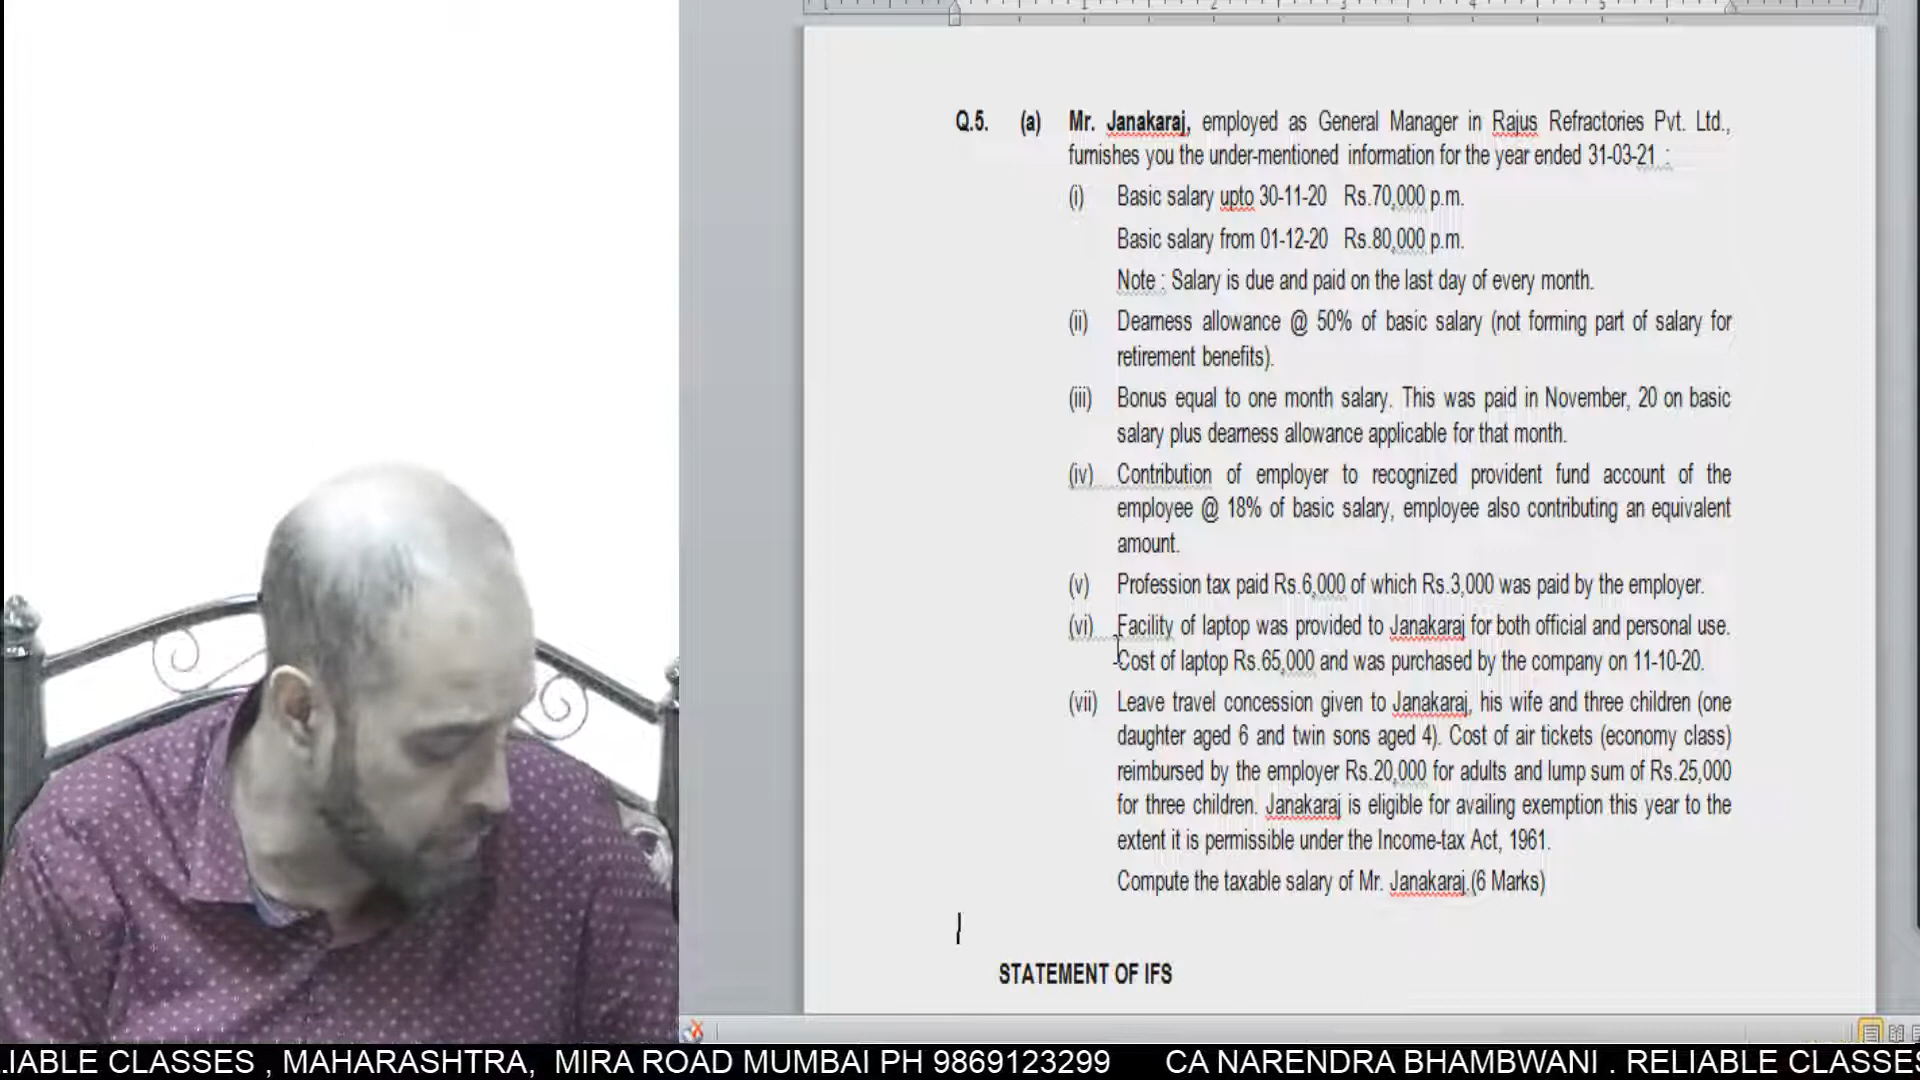 Q.5. (a) Mr. Janakaraj, employed as General Manager in Rajus Refractories Pvt. Ltd.,
furnishes you the under-mentioned information for the year ended 31-03-21 :
(i) Basic salary upto 30-11-20 Rs.70,000 p.m.
Basic salary from 01-12-20 Rs.80,000 p.m.
Note : Salary is due and paid on the last day of every month.
(ii) Dearness allowance @ 50% of basic salary (not forming part of salary for
retirement benefits).
(iii) Bonus equal to one month salary. This was paid in November, 20 on basic
salary plus dearness allowance applicable for that month.
(iv) Contribution of employer to recognized provident fund account of the
employee @ 18% of basic salary, employee also contributing an equivalent
amount.
(v) Profession tax paid Rs.6,000 of which Rs.3,000 was paid by the employer.
(vi) Facility of laptop was provided to Janakaraj for both official and personal use.
Cost of laptop Rs.65,000 and was purchased by the company on 11-10-20.
(vii) Leave travel concession given to Janakaraj, his wife and three children (one
daughter aged 6 and twin sons aged 4). Cost of air tickets (economy class)
reimbursed by the employer Rs.20,000 for adults and lump sum of Rs.25,000
for three children. Janakaraj is eligible for availing exemption this year to the
extent it is permissible under the Income-tax Act, 1961.
Compute the taxable salary of Mr. Janakaraj.(6 Marks)
STATEMENT OF IFS
LIABLE CLASSES , MAHARASHTRA, MIRA ROAD MUMBAI PH 9869123299 CA NARENDRA BHAMBWANI . RELIABLE CLASSES